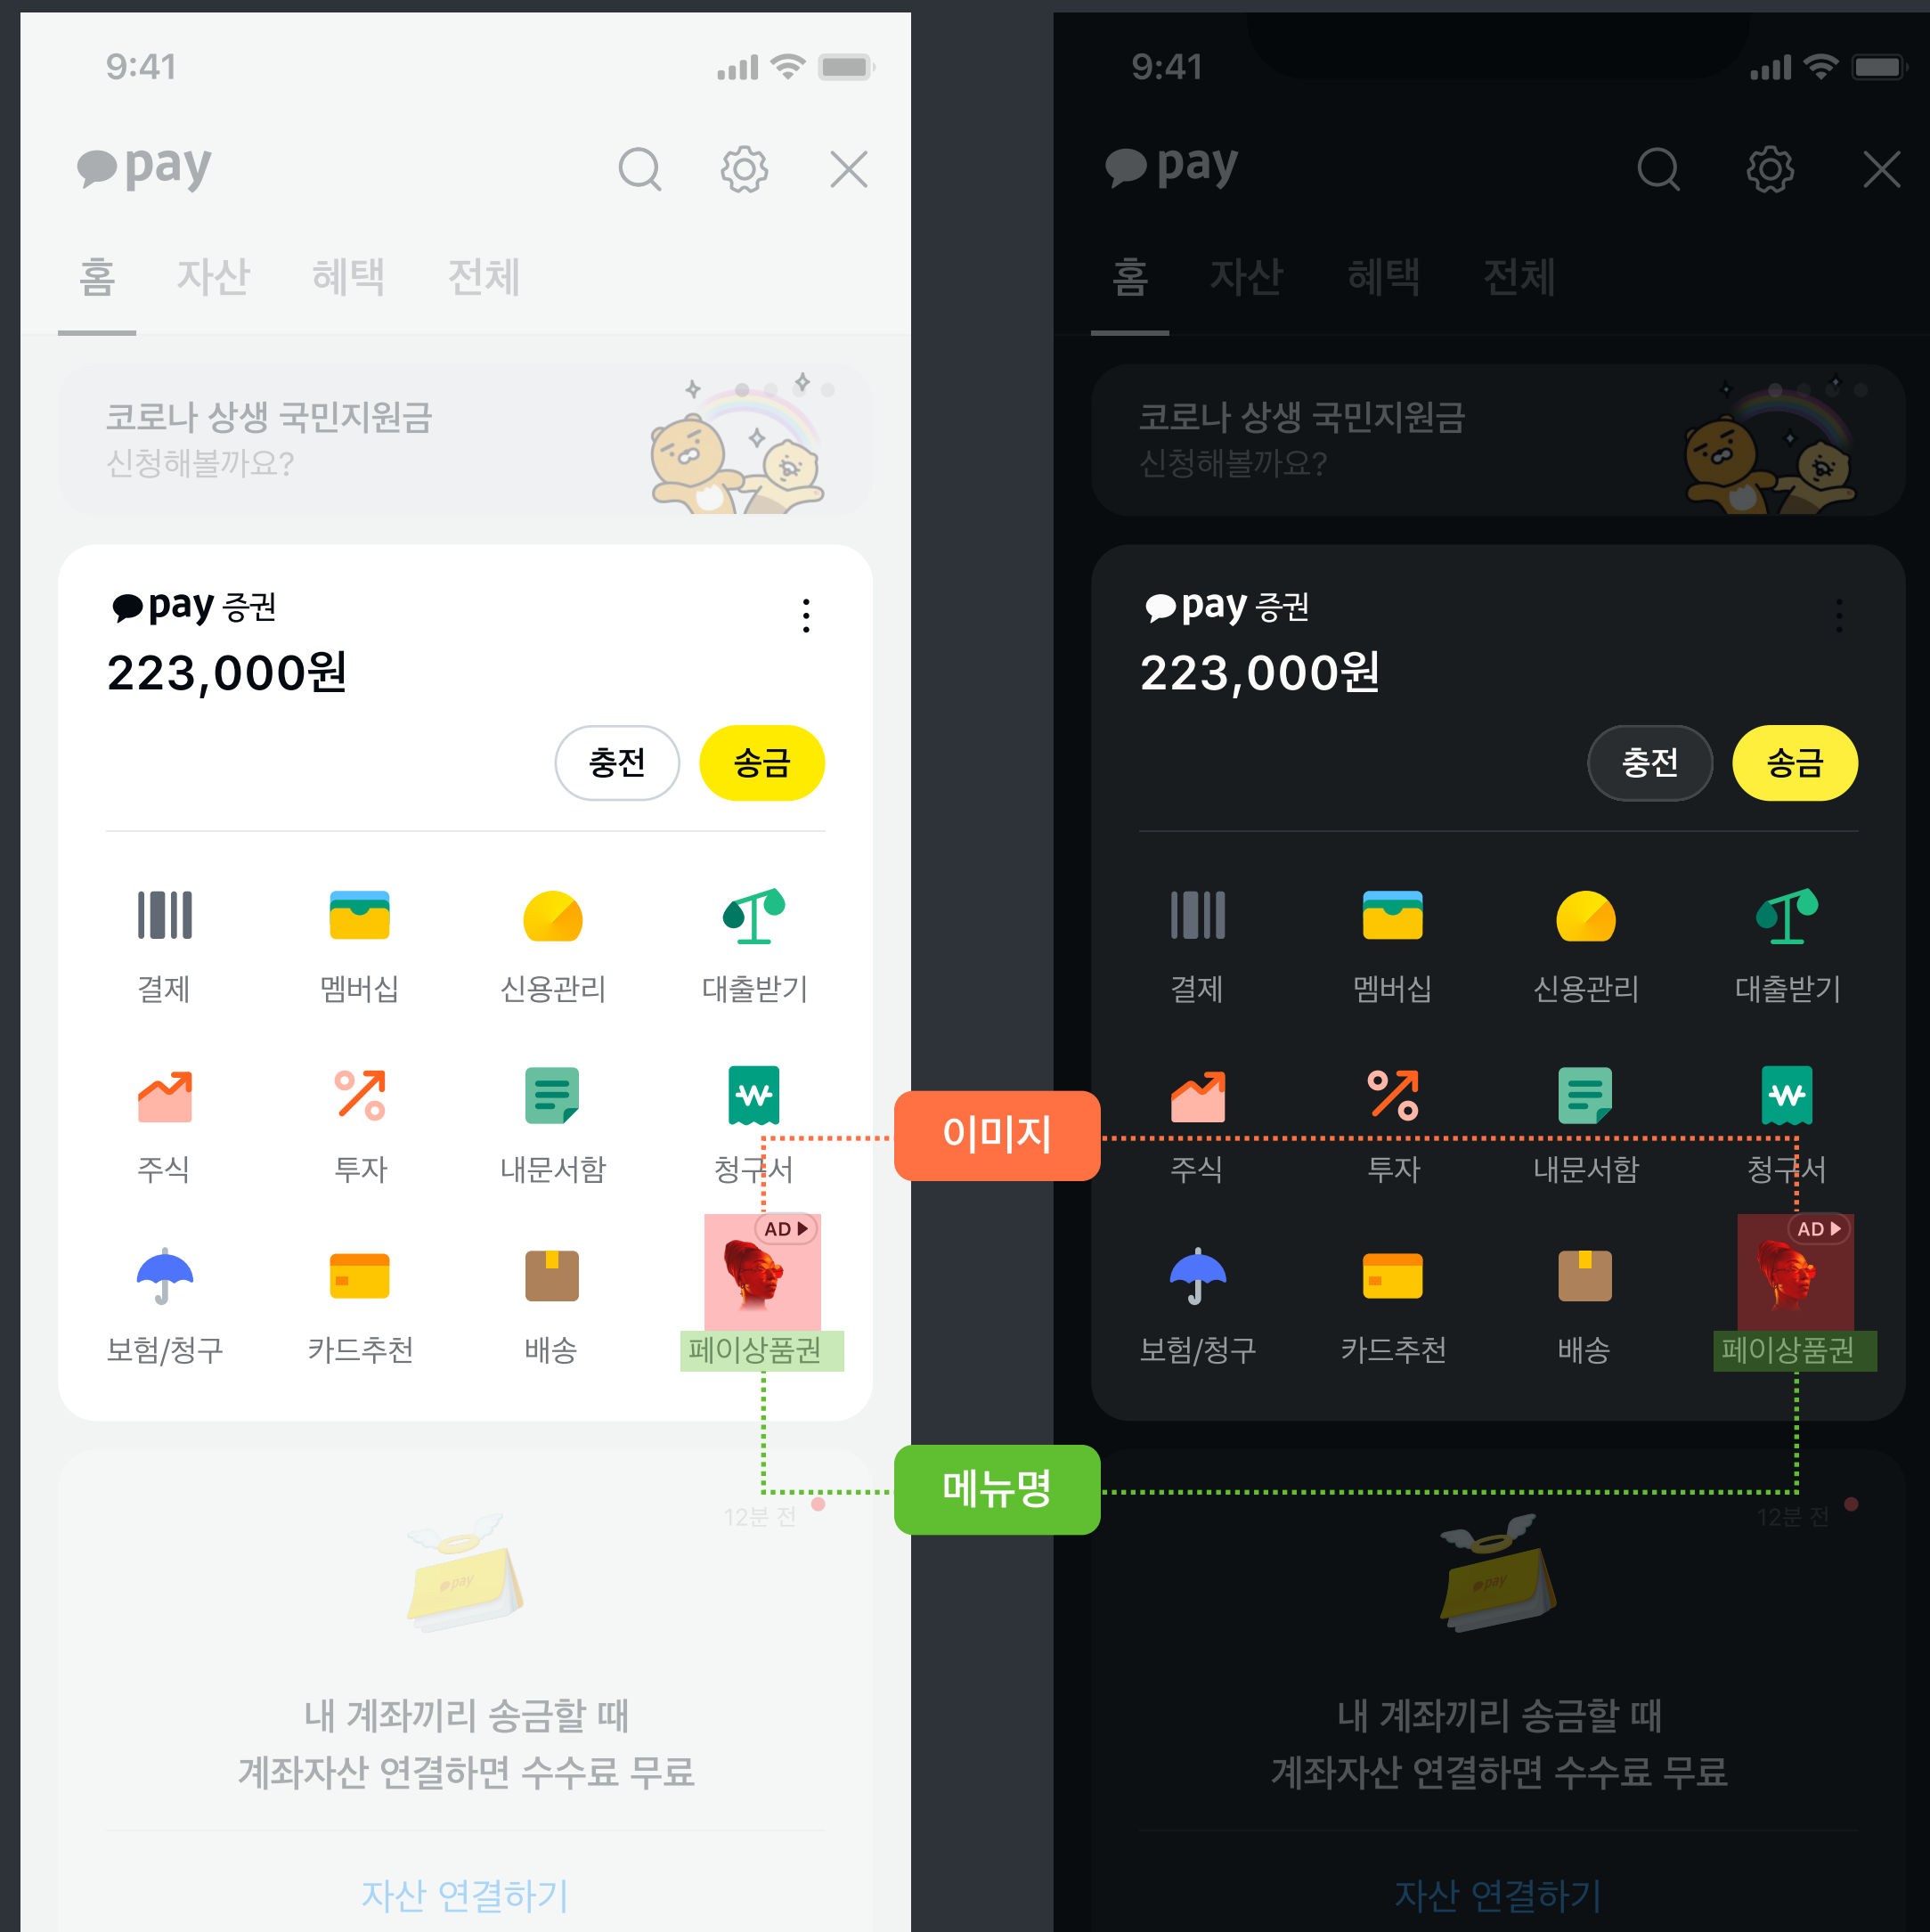 9:41
pay
홈 자산 혜택 전체
코로나 상생 국민지원금
신청해볼까요?
pay 증권
223,000원
충전 송금
결제 멤버십 신용관리 대출받기
주식 투자 내문서함 청구서
AD
보험/청구 카드추천 배송 페이상품권
12분 전
pay
내 계좌끼리 송금할 때
계좌자산 연결하면 수수료 무료
자산 연결하기
이미지
메뉴명
9:41
pay
홈 자산 혜택 전체
코로나 상생 국민지원금
신청해볼까요?
pay 증권
223,000원
충전 송금
결제 멤버십 신용관리 대출받기
주식 투자 내문서함 청구서
AD
보험/청구 카드추천 배송 페이상품권
12분 전
pay
내 계좌끼리 송금할 때
계좌자산 연결하면 수수료 무료
자산 연결하기